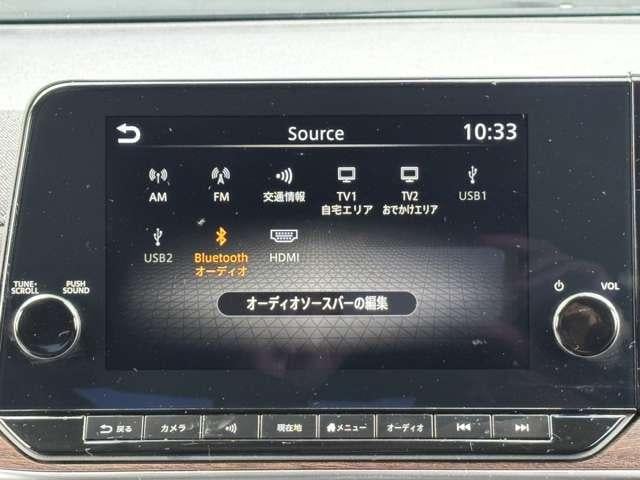 Source 10:33
AM FM 交通情報 TV1 TV2 USB1
自宅エリア おでかけエリア
USB2 Bluetooth HDMI
オーディオ
TUNE・ PUSH
SCROLL SOUND
VOL
オーディオソースバーの編集
戻る カメラ 現在地 メニュー オーディオ